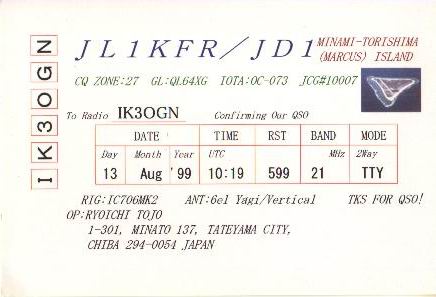 JL1KFR/JD1 MINAMI-TORISHIMA
(MARCUS) ISLAND
CQ ZONE:27 GL:QL64XG IOTA:OC-073 JCG#10007
IK3OGN
To Radio IK3OGN Confirming Our QSO
DATE TIME RST BAND MODE
Day Month Year UTC MHz 2Way
13 Aug '99 10:19 599 21 TTY
RIG:IC706MK2 ANT:6el Yagi/Vertical TKS FOR QSO!
OP:RYOICHI TOJO
1-301, MINATO 137, TATEYAMA CITY,
CHIBA 294-0054 JAPAN